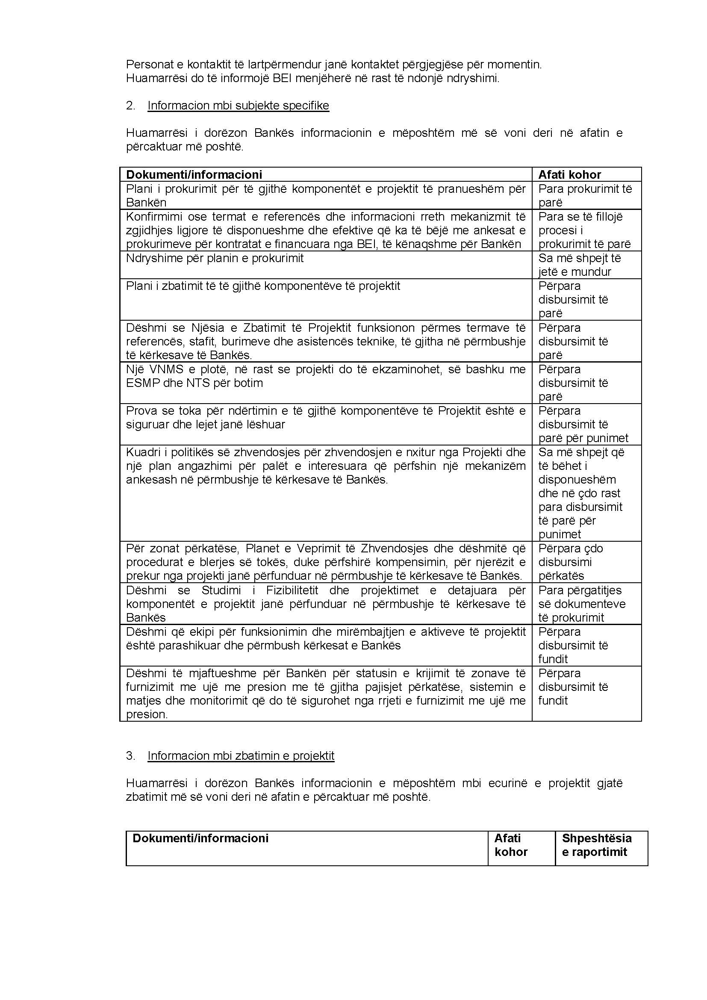 Personat e kontaktit të lartpërmendur janë kontaktet përgjegjëse për momentin.
Huamarrësi do të informojë BEI menjëherë në rast të ndonjë ndryshimi.
2. Informacion mbi subjekte specifike
Huamarrësi i dorëzon Bankës informacionin e mëposhtëm më së voni deri në afatin e
përcaktuar më poshtë.
Dokumenti/informacioni
Afati kohor
Plani i prokurimit për të gjithë komponentët e projektit të pranueshëm për
Bankën
Para prokurimit të
parë
Konfirmimi ose termat e referencës dhe informacioni rreth mekanizmit të
zgjidhjes ligjore të disponueshme dhe efektive që ka të bëjë me ankesat e
prokurimeve për kontratat e financuara nga BEI, të kënaqshme për Bankën
Para se të fillojë
procesi i
prokurimit të parë
Ndryshime për planin e prokurimit
Sa më shpejt të
jetë e mundur
Plani i zbatimit të të gjithë komponentëve të projektit
Përpara
disbursimit të
parë
Dëshmi se Njësia e Zbatimit të Projektit funksionon përmes termave të
referencës, stafit, burimeve dhe asistencës teknike, të gjitha në përmbushje
të kërkesave të Bankës.
Përpara
disbursimit të
parë
Një VNMS e plotë, në rast se projekti do të ekzaminohet, së bashku me
ESMP dhe NTS për botim
Përpara
disbursimit të
parë
Prova se toka për ndërtimin e të gjithë komponentëve të Projektit është e
siguruar dhe lejet janë lëshuar
Përpara
disbursimit të
parë për punimet
Kuadri i politikës së zhvendosjes për zhvendosjen e nxitur nga Projekti dhe
një plan angazhimi për palët e interesuara që përfshin një mekanizëm
ankesash në përmbushje të kërkesave të Bankës.
Sa më shpejt që
të bëhet i
disponueshëm
dhe në çdo rast
para disbursimit
të parë për
punimet
Për zonat përkatëse, Planet e Veprimit të Zhvendosjes dhe dëshmitë që
procedurat e blerjes së tokës, duke përfshirë kompensimin, për njerëzit e
prekur nga projekti janë përfunduar në përmbushje të kërkesave të Bankës.
Përpara çdo
disbursimi
përkatës
Dëshmi se Studimi i Fizibilitetit dhe projektimet e detajuara për
komponentët e projektit janë përfunduar në përmbushje të kërkesave të
Bankës
Para përgatitjes
së dokumenteve
të prokurimit
Dëshmi që ekipi për funksionimin dhe mirëmbajtjen e aktiveve të projektit
është parashikuar dhe përmbush kërkesat e Bankës
Përpara
disbursimit të
fundit
Dëshmi të mjaftueshme për Bankën për statusin e krijimit të zonave të
furnizimit me ujë me presion me të gjitha pajisjet përkatëse, sistemin e
matjes dhe monitorimit që do të sigurohet nga rrjeti e furnizimit me ujë me
presion.
Përpara
disbursimit të
fundit
3. Informacion mbi zbatimin e projektit
Huamarrësi i dorëzon Bankës informacionin e mëposhtëm mbi ecurinë e projektit gjatë
zbatimit më së voni deri në afatin e përcaktuar më poshtë.
Dokumenti/informacioni
Afati
kohor
Shpeshtësia
e raportimit